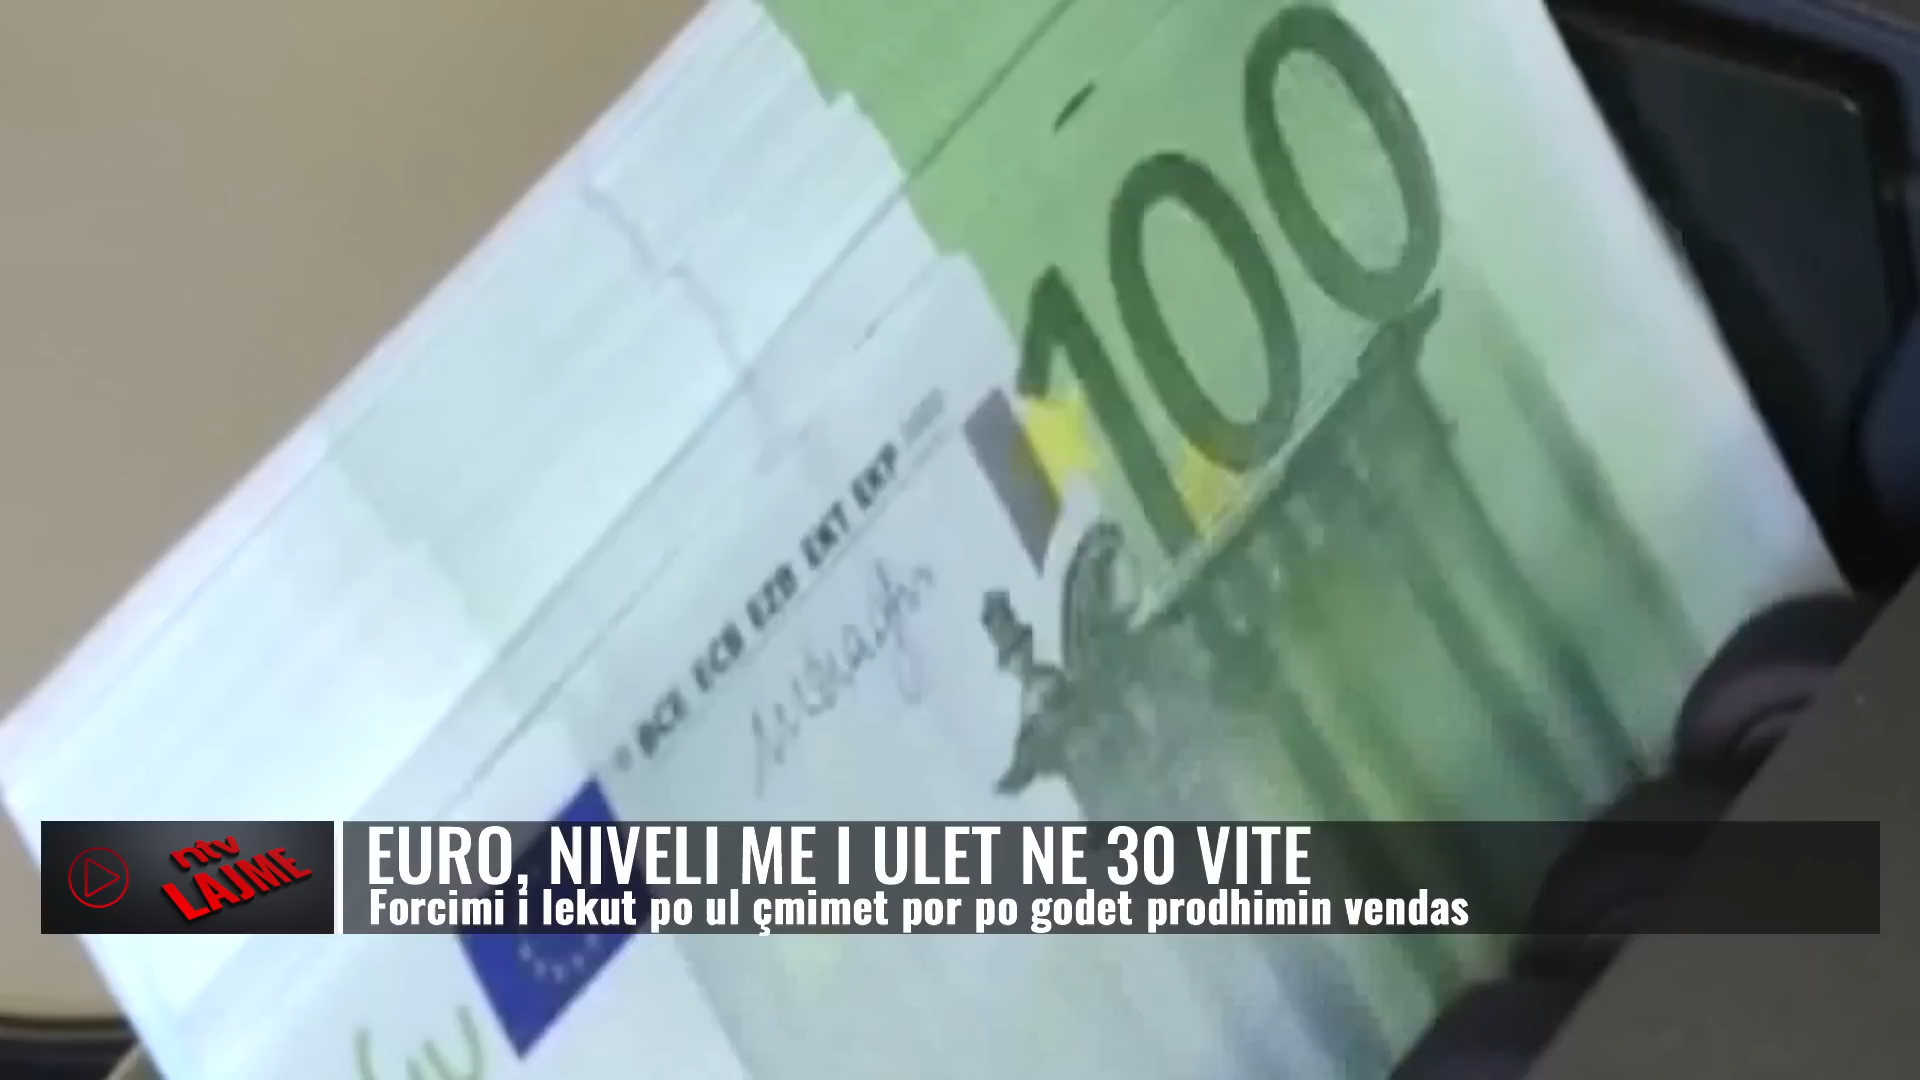 100
BCE ECB EZB EKT EKP
ntv
LAJME
EURO, NIVELI ME I ULET NE 30 VITE
Forcimi i lekut po ul çmimet por po godet prodhimin vendas